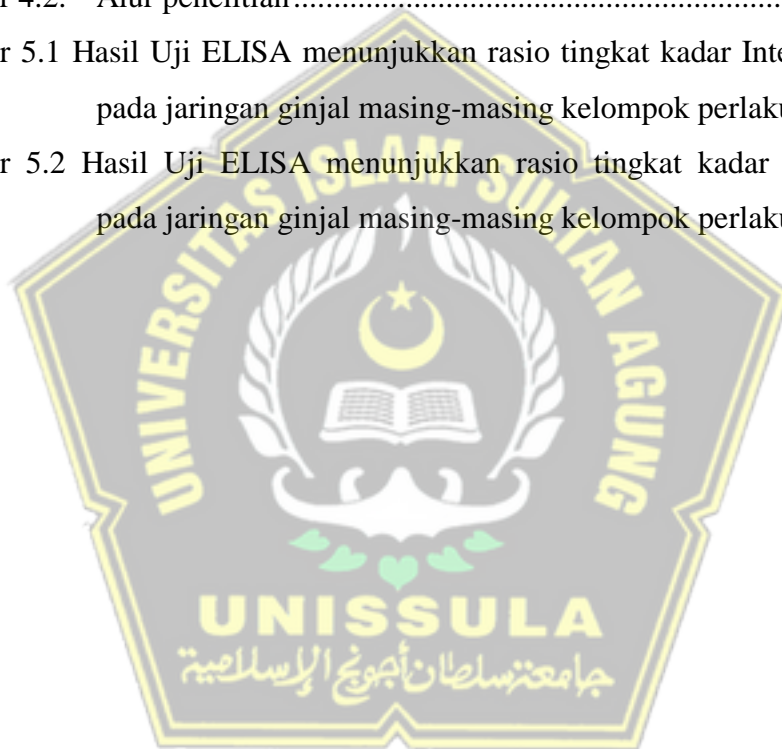 r 4.2. Alur penelitian
r 5.1 Hasil Uji ELISA menunjukkan rasio tingkat kadar Inte
pada jaringan ginjal masing-masing kelompok perlaku
r 5.2 Hasil Uji ELISA menunjukkan rasio tingkat kadar
pada jaringan ginjal masing-masing kelompok perlaku
UNIVERSITAS ISLAM SULTAN AGUNG
UNISSULA
جامعة سلطان أجونج الإسلامية